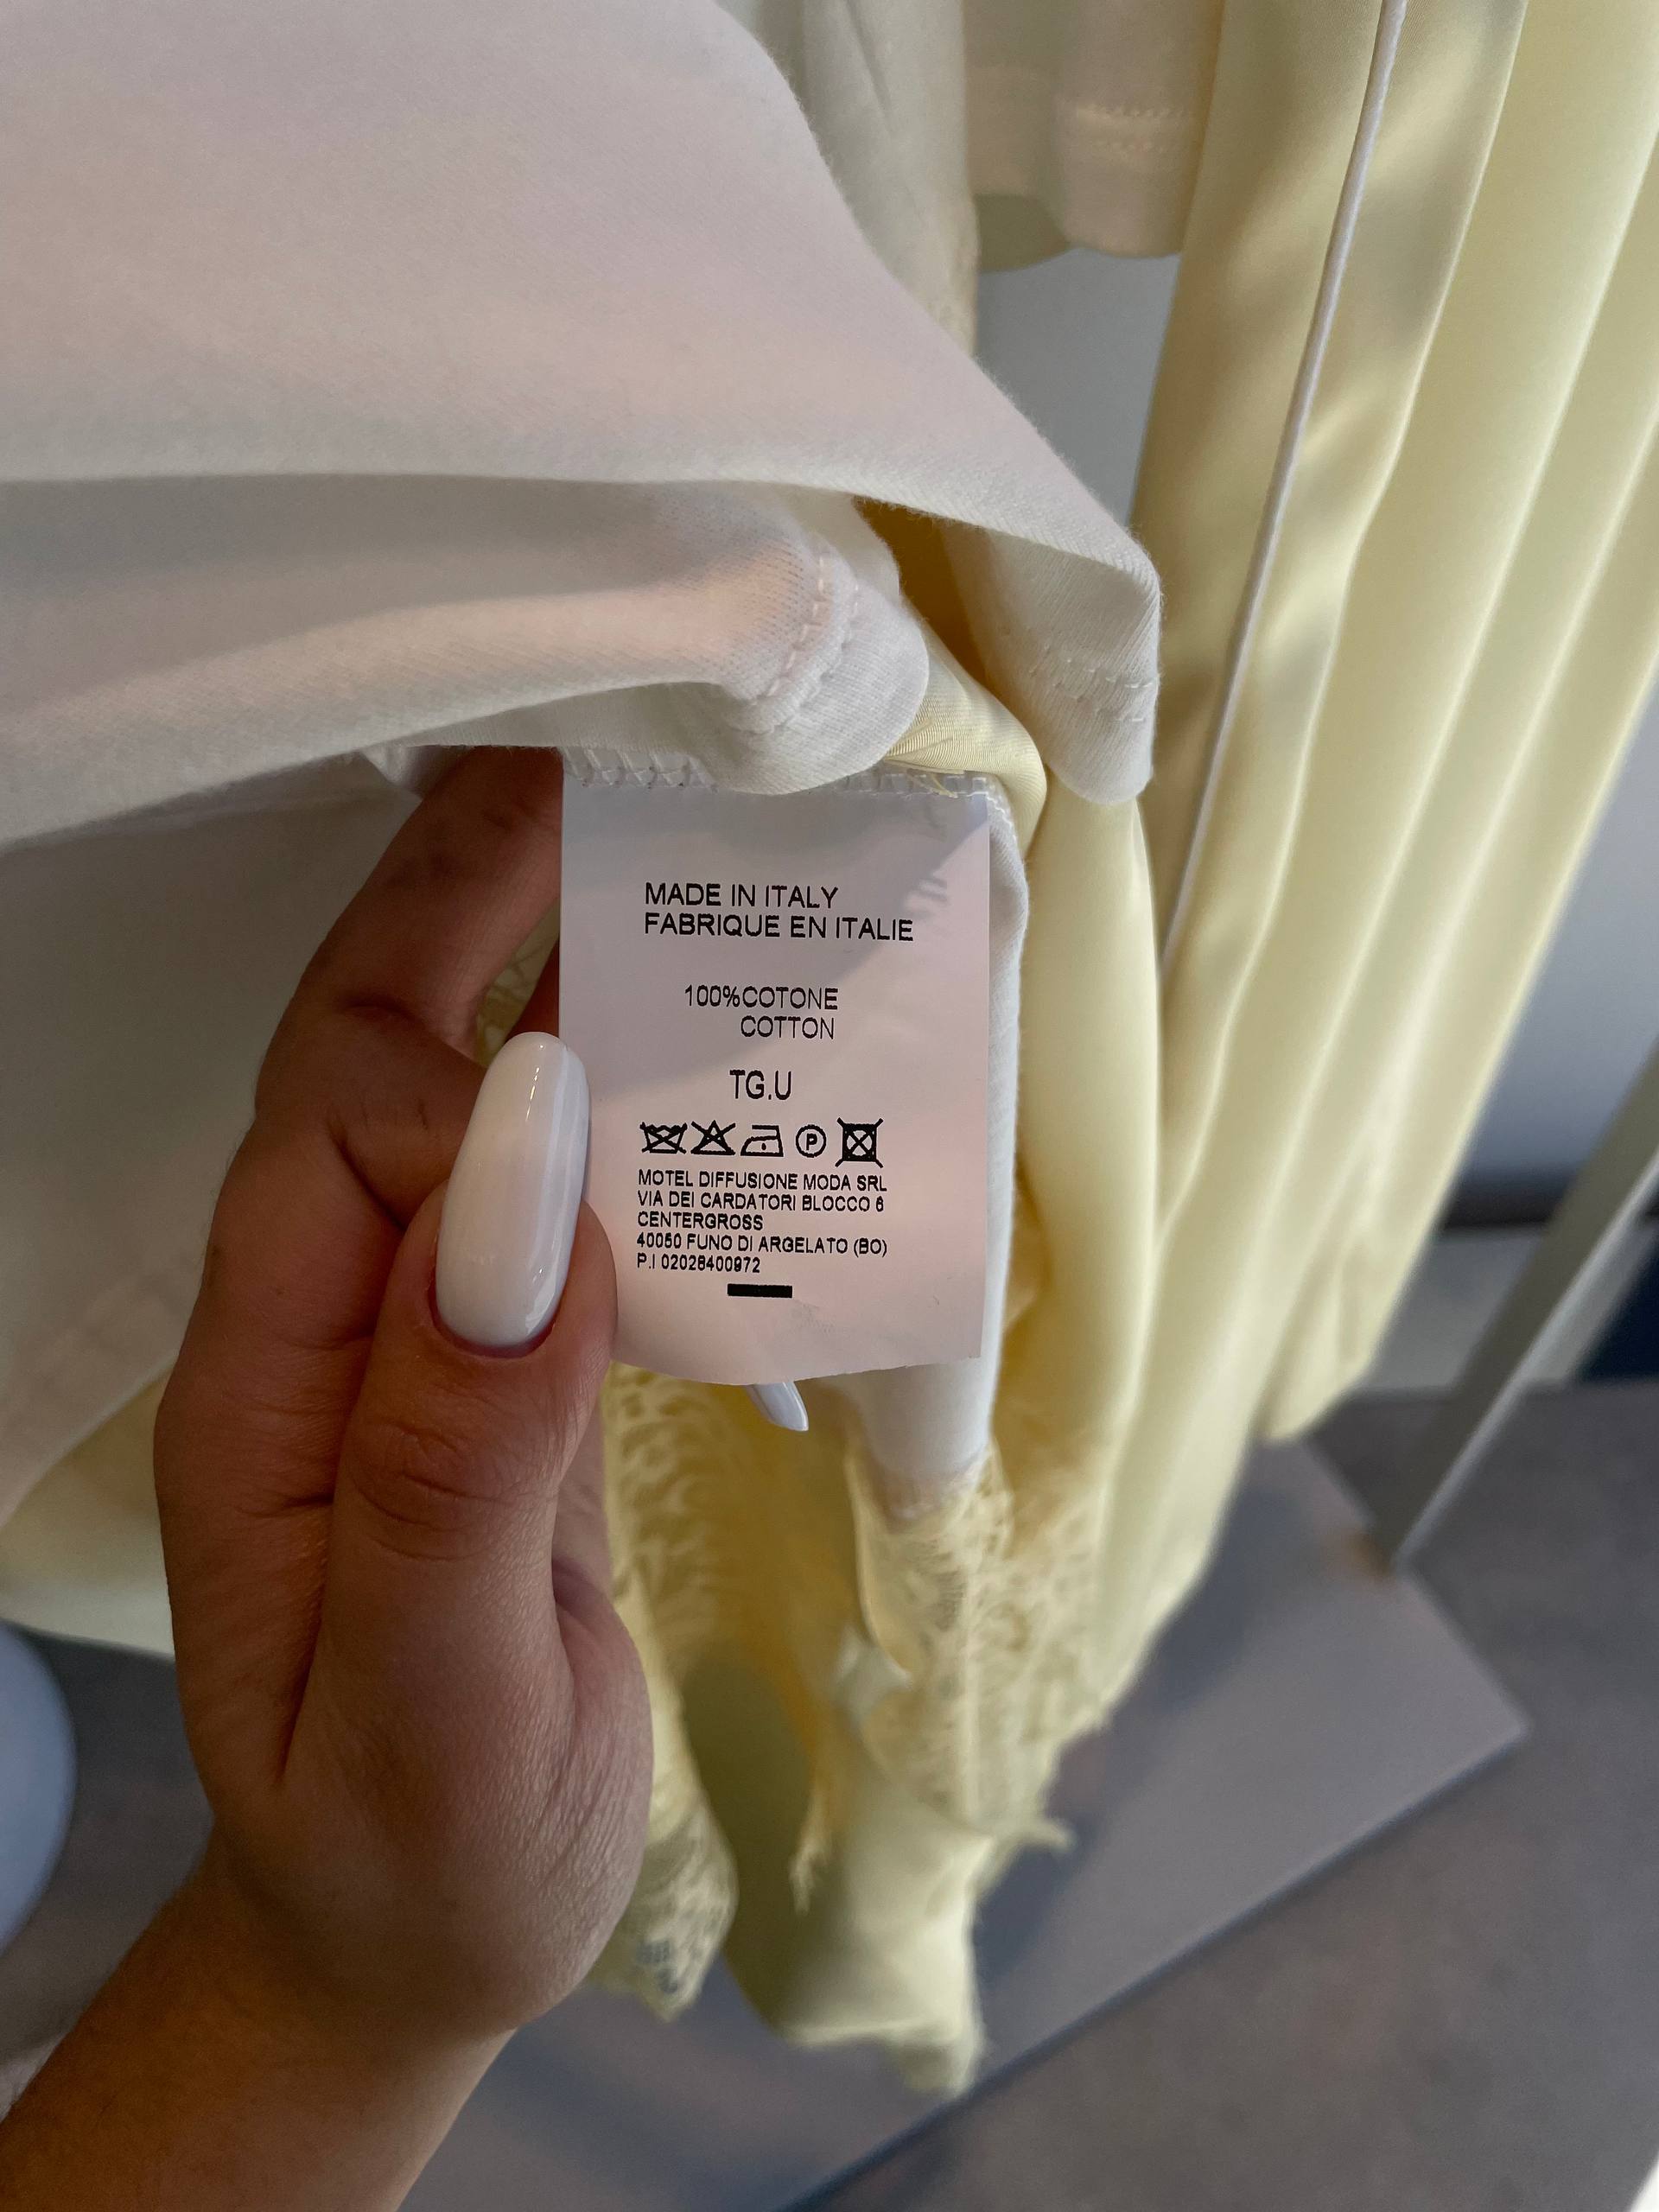 MADE IN ITALY
FABRIQUE EN ITALIE
100%COTONE
COTTON
TG.U
P
MOTEL DIFFUSIONE MODA SRL
VIA DEI CARDATORI BLOCCO 6
CENTERGROSS
40050 FUNO DI ARGELATO (BO)
P.I 02028400972